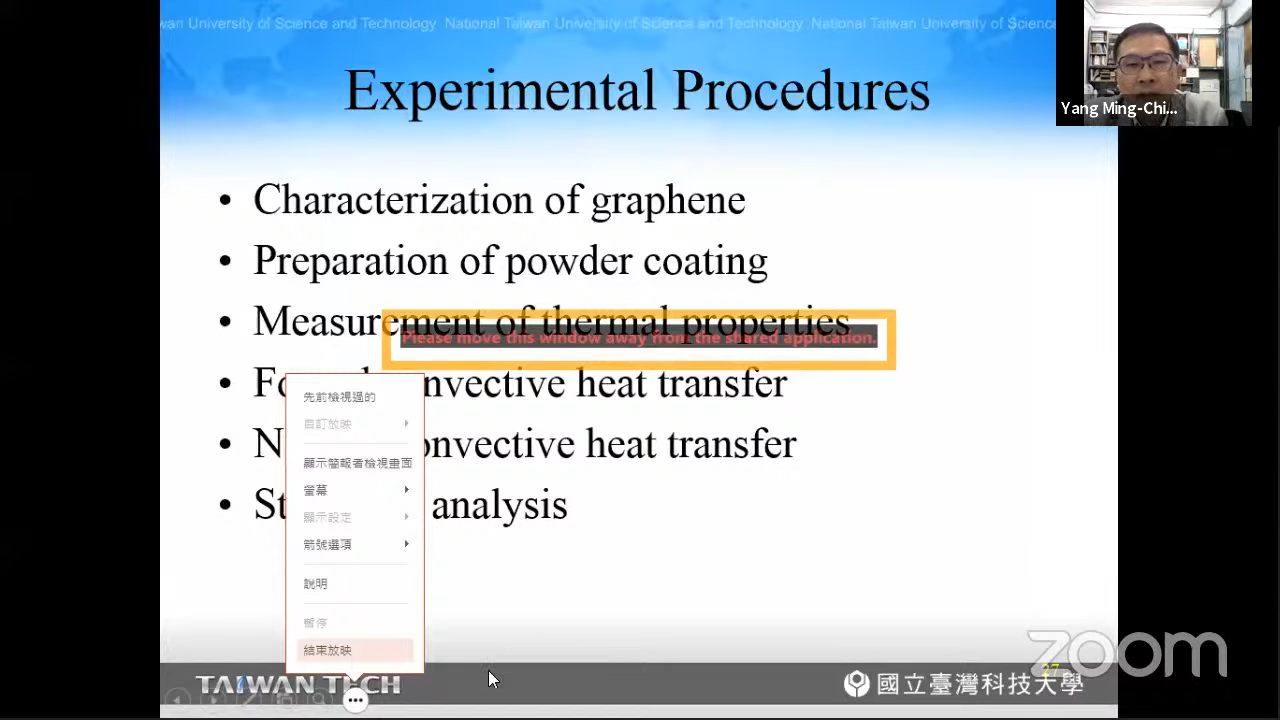 wan University of Science and Technology National Taiwan University of Science and Technology National Taiwan University of Science
Experimental Procedures
Yang Ming-Chi...
• Characterization of graphene
• Preparation of powder coating
• Measurement of thermal properties
Please move this window away from the shared application.
• Fo nvective heat transfer
• N onvective heat transfer
• St analysis
先前檢視過的
自訂放映
顯示簡報者檢視畫面
螢幕
顯示設定
箭號選項
說明
暫停
結束放映
zoom
27
TAIWAN TECH
國立臺灣科技大學